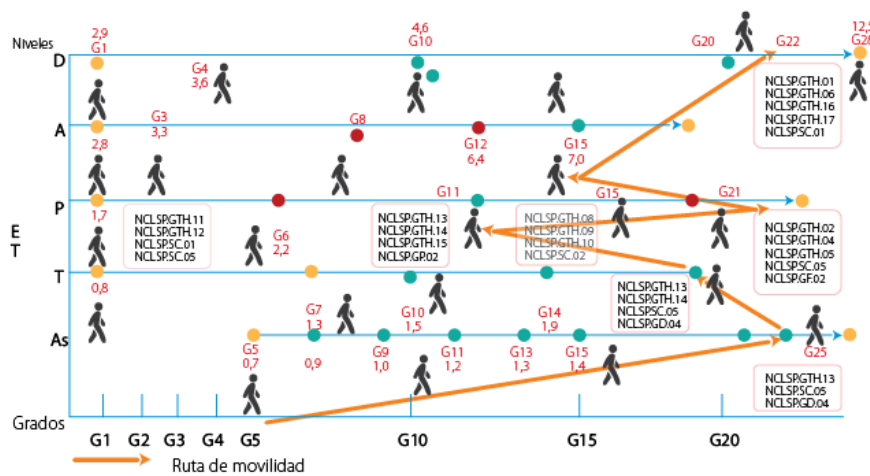 Niveles
2,9
G1
4,6
G10
G20
G22
12,5
G28
D
G4
3,6
NCLSP.GTH.01
NCLSP.GTH.06
NCLSP.GTH.16
NCLSP.GTH.17
NCLSP.SC.01
G3
3,3
G8
A
2,8
G12
6,4
G15
7,0
G11
G15
G21
P
1,7
NCLSP.GTH.11
NCLSP.GTH.12
NCLSP.SC.01
NCLSP.SC.05
G6
2,2
NCLSP.GTH.13
NCLSP.GTH.14
NCLSP.GTH.15
NCLSP.GP.02
NCLSP.GTH.08
NCLSP.GTH.09
NCLSP.GTH.10
NCLSP.SC.02
NCLSP.GTH.02
NCLSP.GTH.04
NCLSP.GTH.05
NCLSP.SC.05
NCLSP.GF.02
E
T
T
0,8
NCLSP.GTH.13
NCLSP.GTH.14
NCLSP.SC.05
NCLSP.GD.04
G7
1,3
G10
1,5
G14
1,9
As
G5
0,7
0,9
G9
1,0
G11
1,2
G13
1,3
G15
1,4
G25
NCLSP.GTH.13
NCLSP.SC.05
NCLSP.GD.04
Grados
G1 G2 G3 G4 G5 G10 G15 G20
Ruta de movilidad